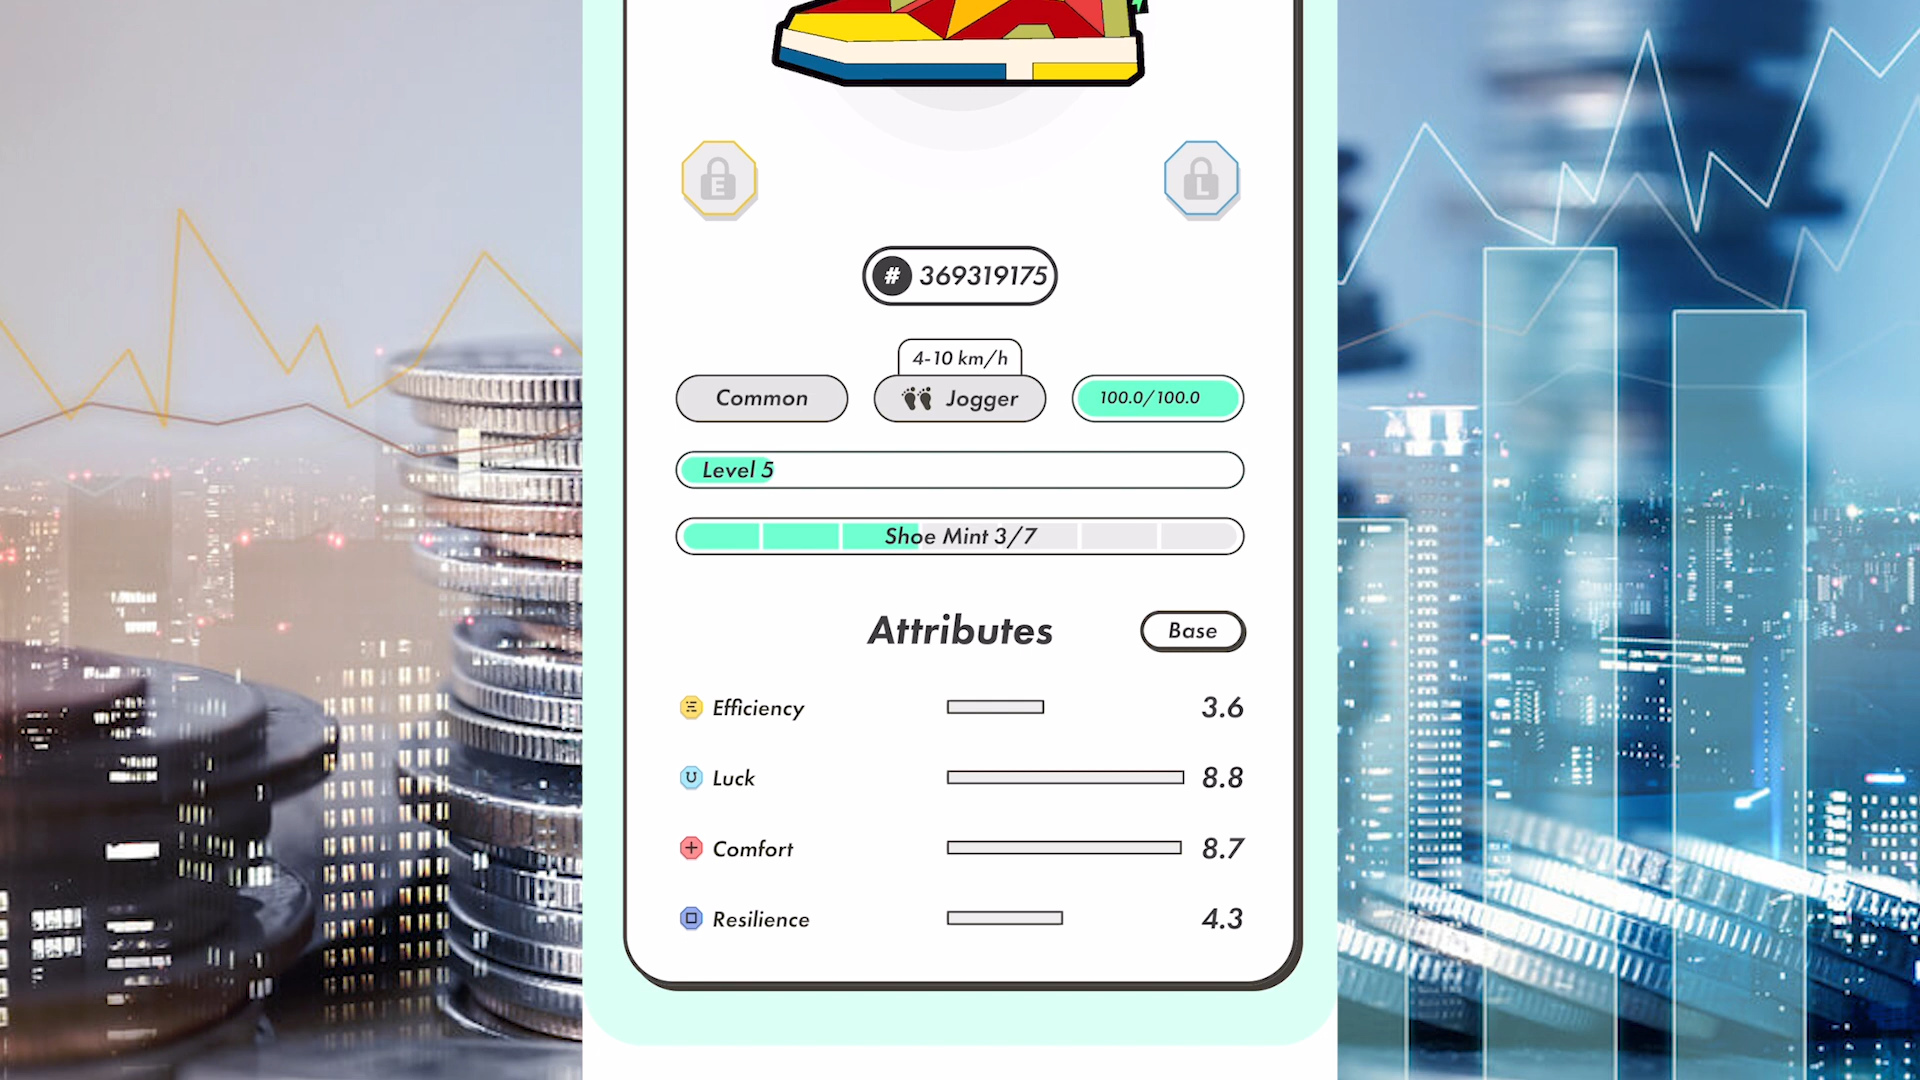 E
L
# 369319175
4-10 km/h
Common
Jogger
100.0/100.0
Level 5
Shoe Mint 3/7
Attributes
Base
Efficiency 3.6
Luck 8.8
Comfort 8.7
Resilience 4.3